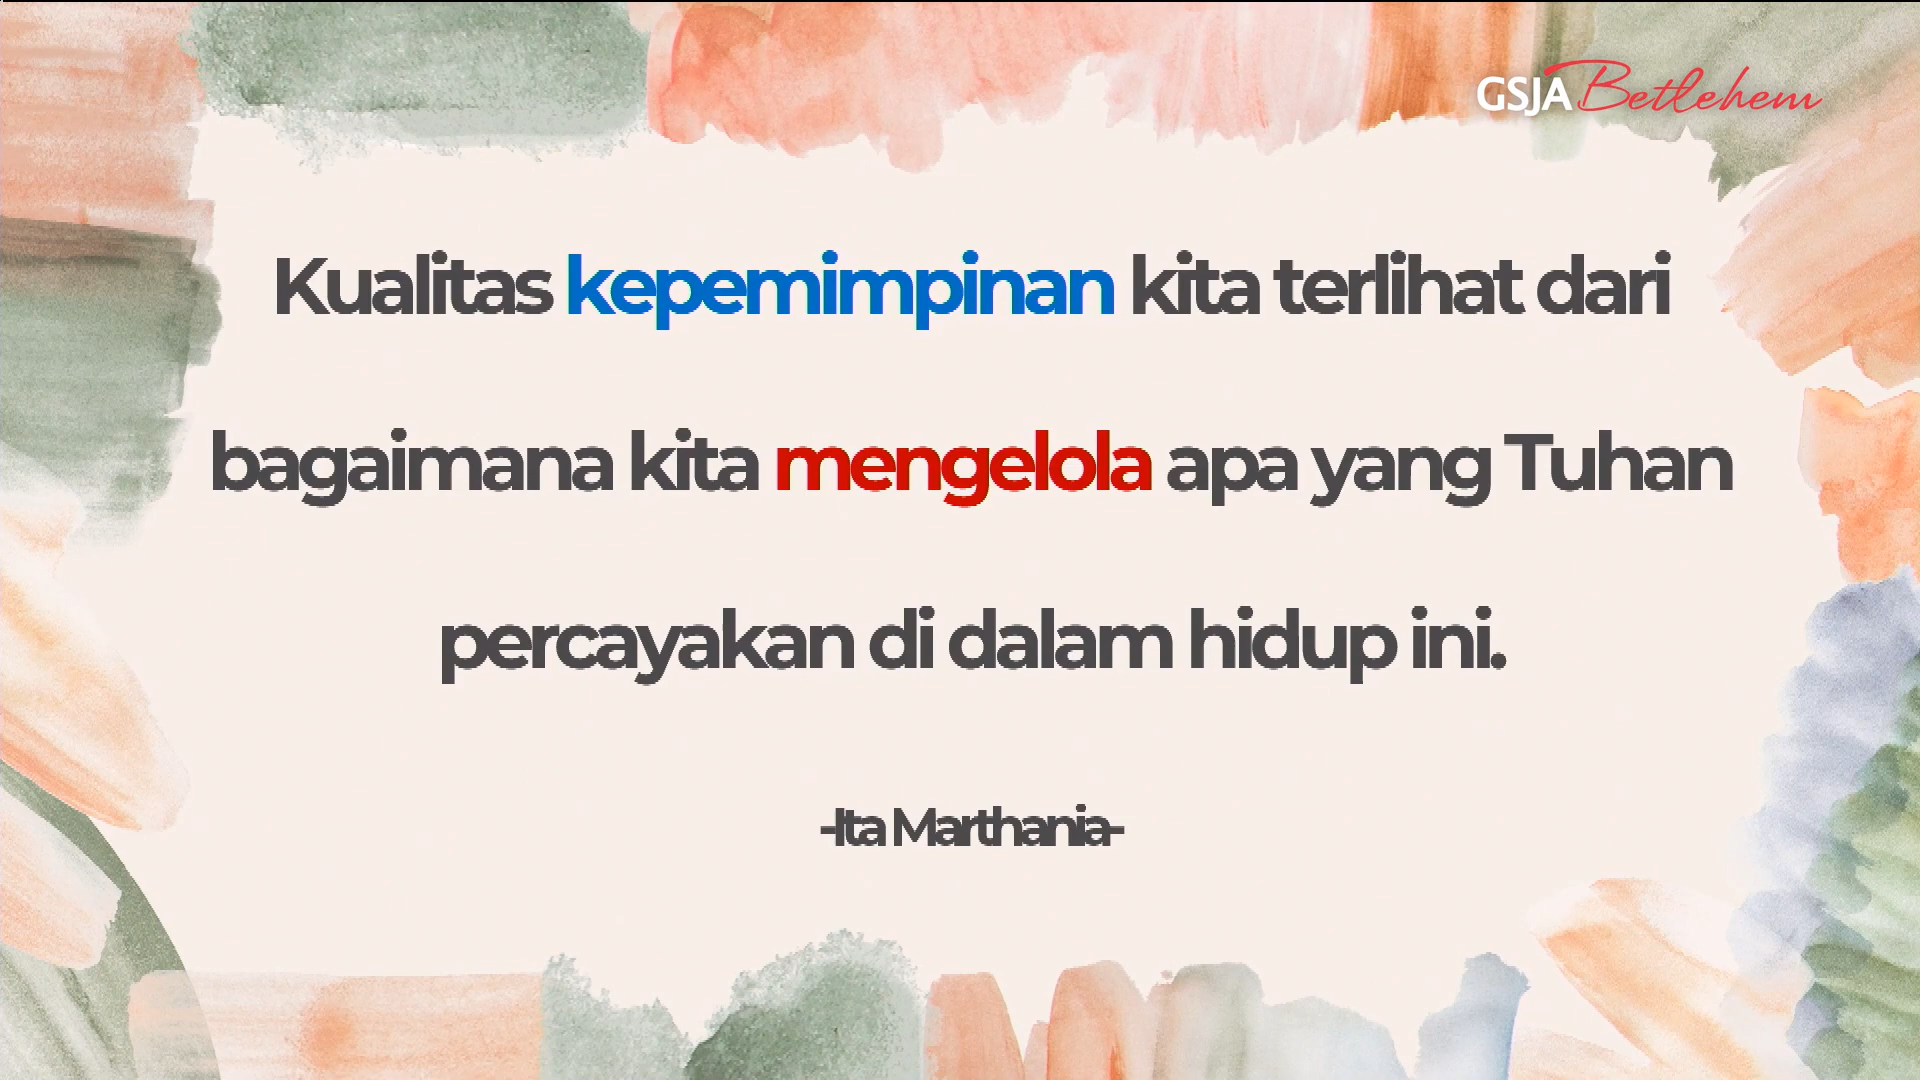 GSJA Betlehem
Kualitas kepemimpinan kita terlihat dari
bagaimana kita mengelola apa yang Tuhan
percayakan di dalam hidup ini.
-Ita Marthania-